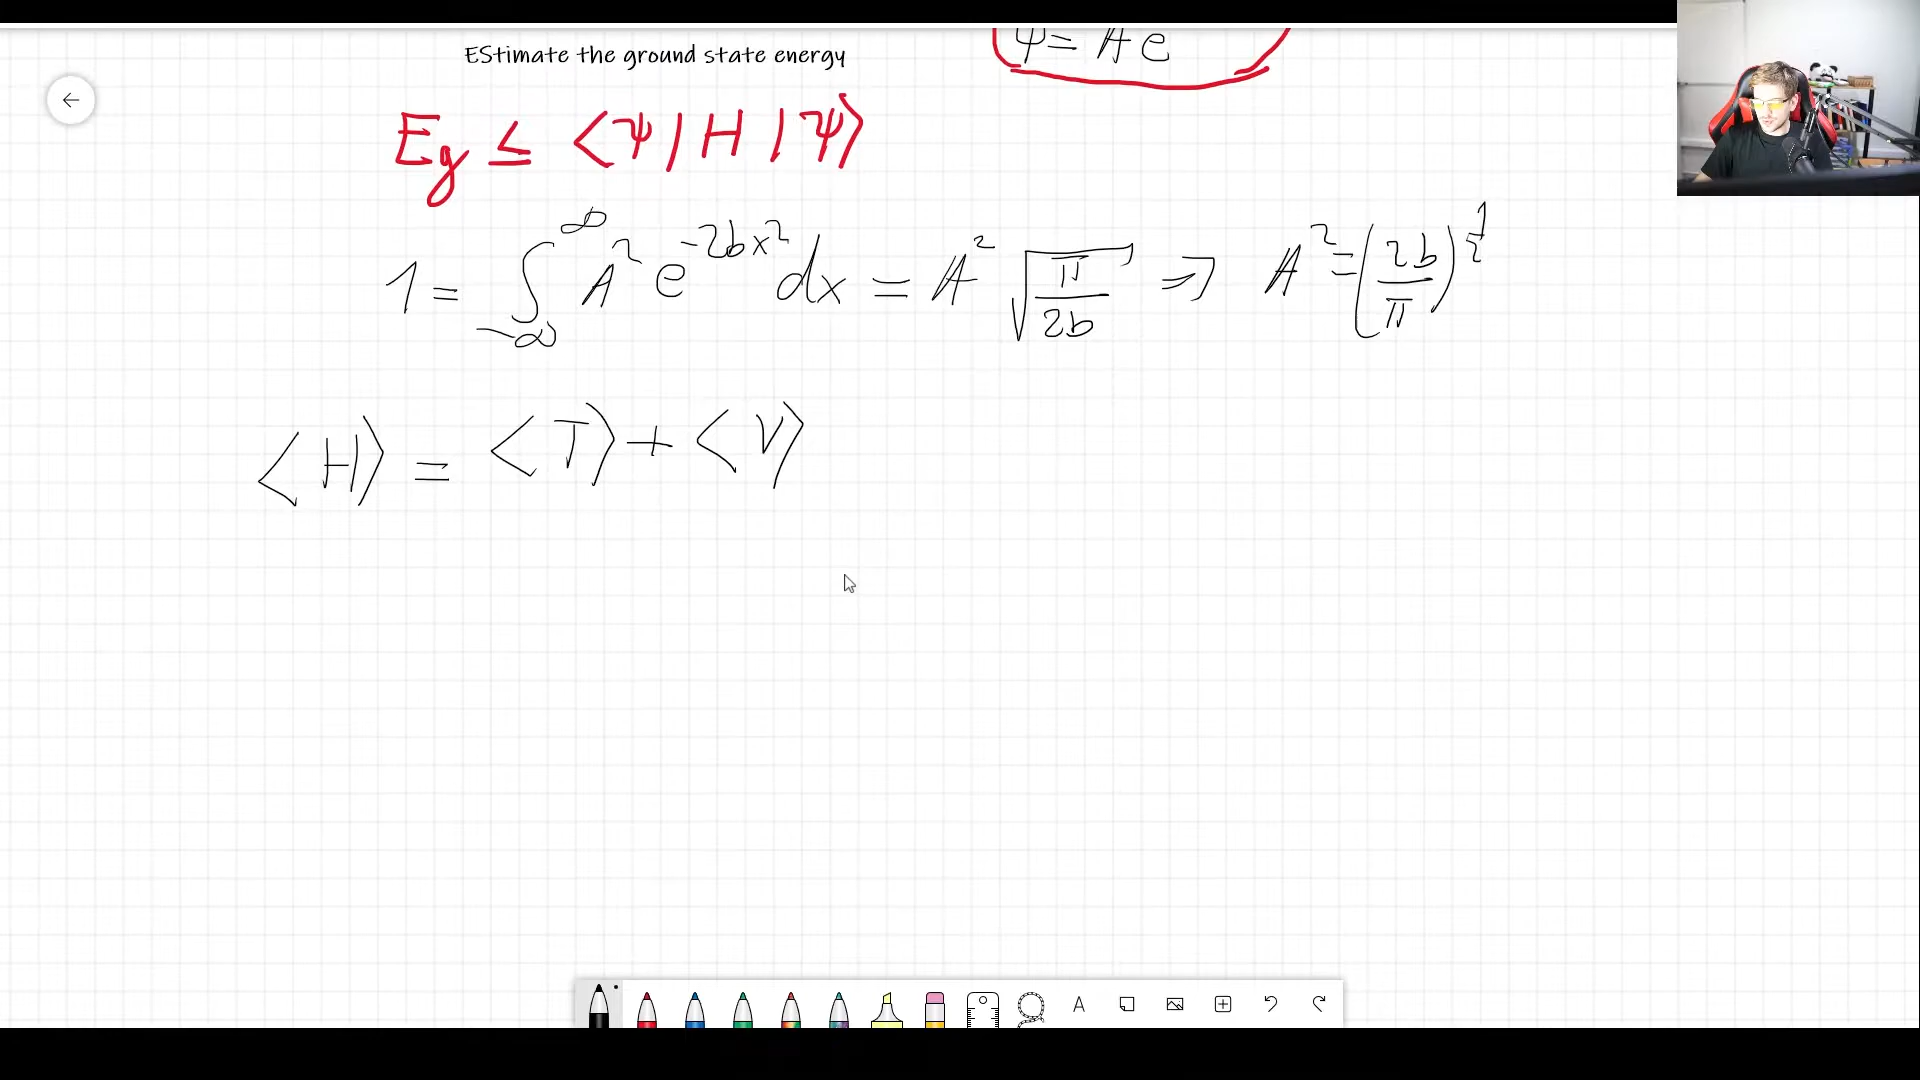 ψ = A e
EStimate the ground state energy
E_g ≤ ⟨ψ | H | ψ⟩
1 = ∫_{-∞}^{∞} A² e^{-2bx²} dx = A² √(π/2b) ⇒ A² = (2b/π)^{1/2}
⟨H⟩ = ⟨T⟩ + ⟨V⟩
A